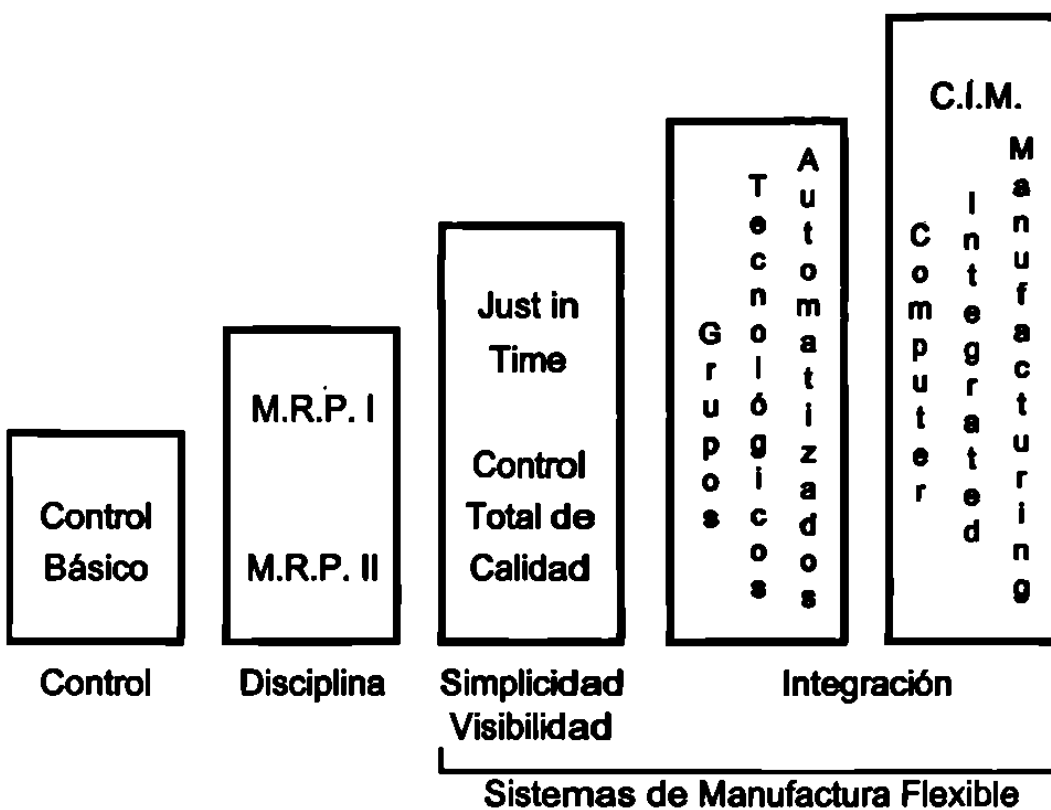 Control
Básico
M.R.P. I
M.R.P. II
Just in
Time
Control
Total de
Calidad
Grupos
Tecnológicos
Automatizados
C.I.M.
Computer
Integrated
Manufacturing
Control
Disciplina
Simplicidad
Visibilidad
Integración
Sistemas de Manufactura Flexible